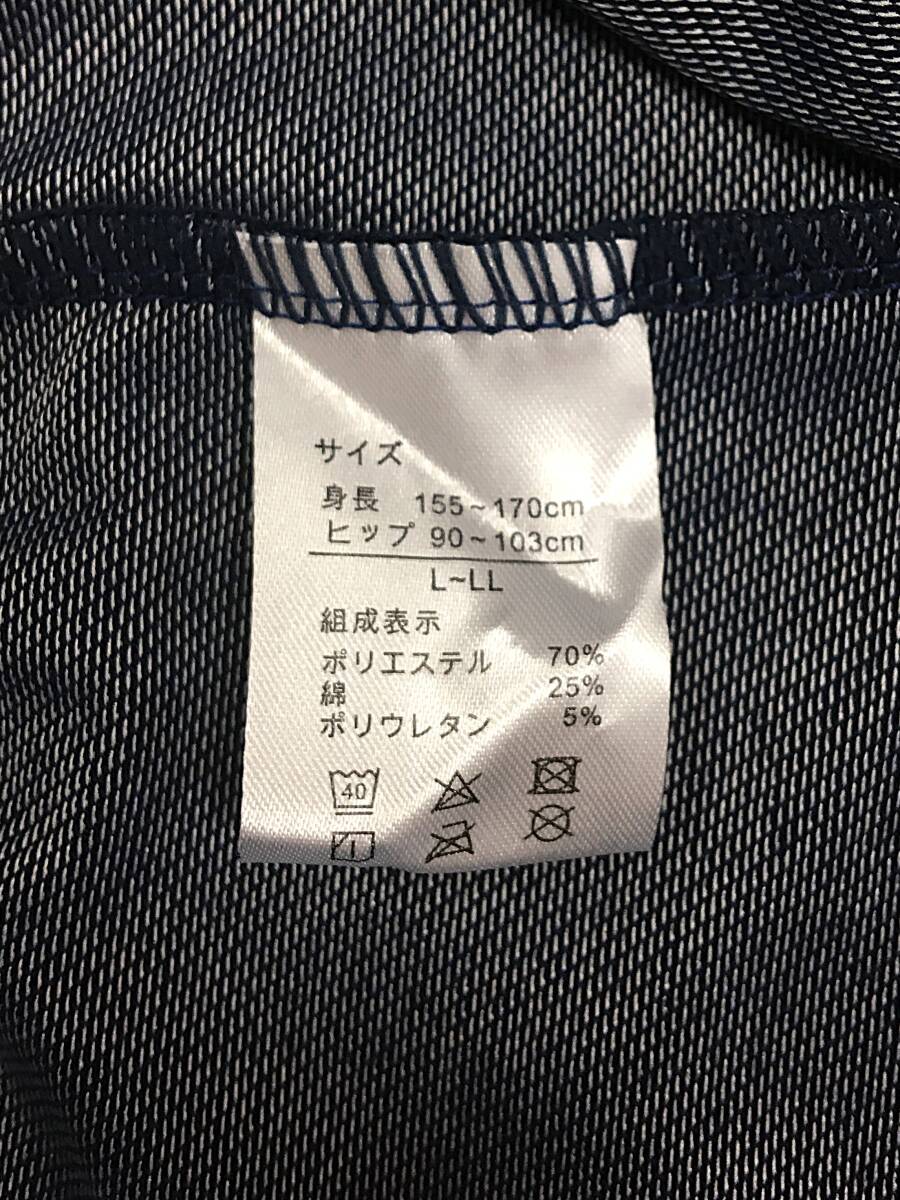 サイズ
身長 155~170cm
ヒップ 90~103cm
L~LL
組成表示
ポリエステル 70%
綿 25%
ポリウレタン 5%
40